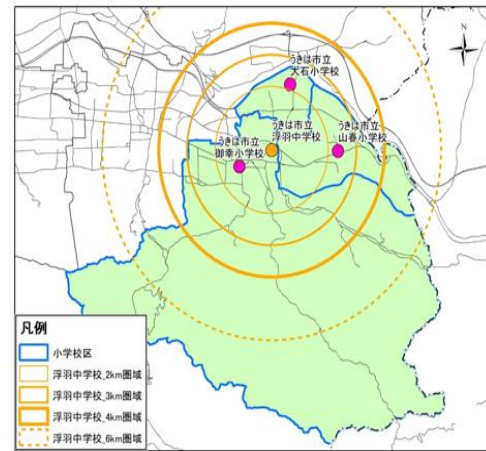 N
うきは市立
大石小学校
うきは市立
浮羽中学校
うきは市立
山春小学校
うきは市立
御幸小学校
凡例
小学校区
浮羽中学校_2km圏域
浮羽中学校_3km圏域
浮羽中学校_4km圏域
浮羽中学校_6km圏域